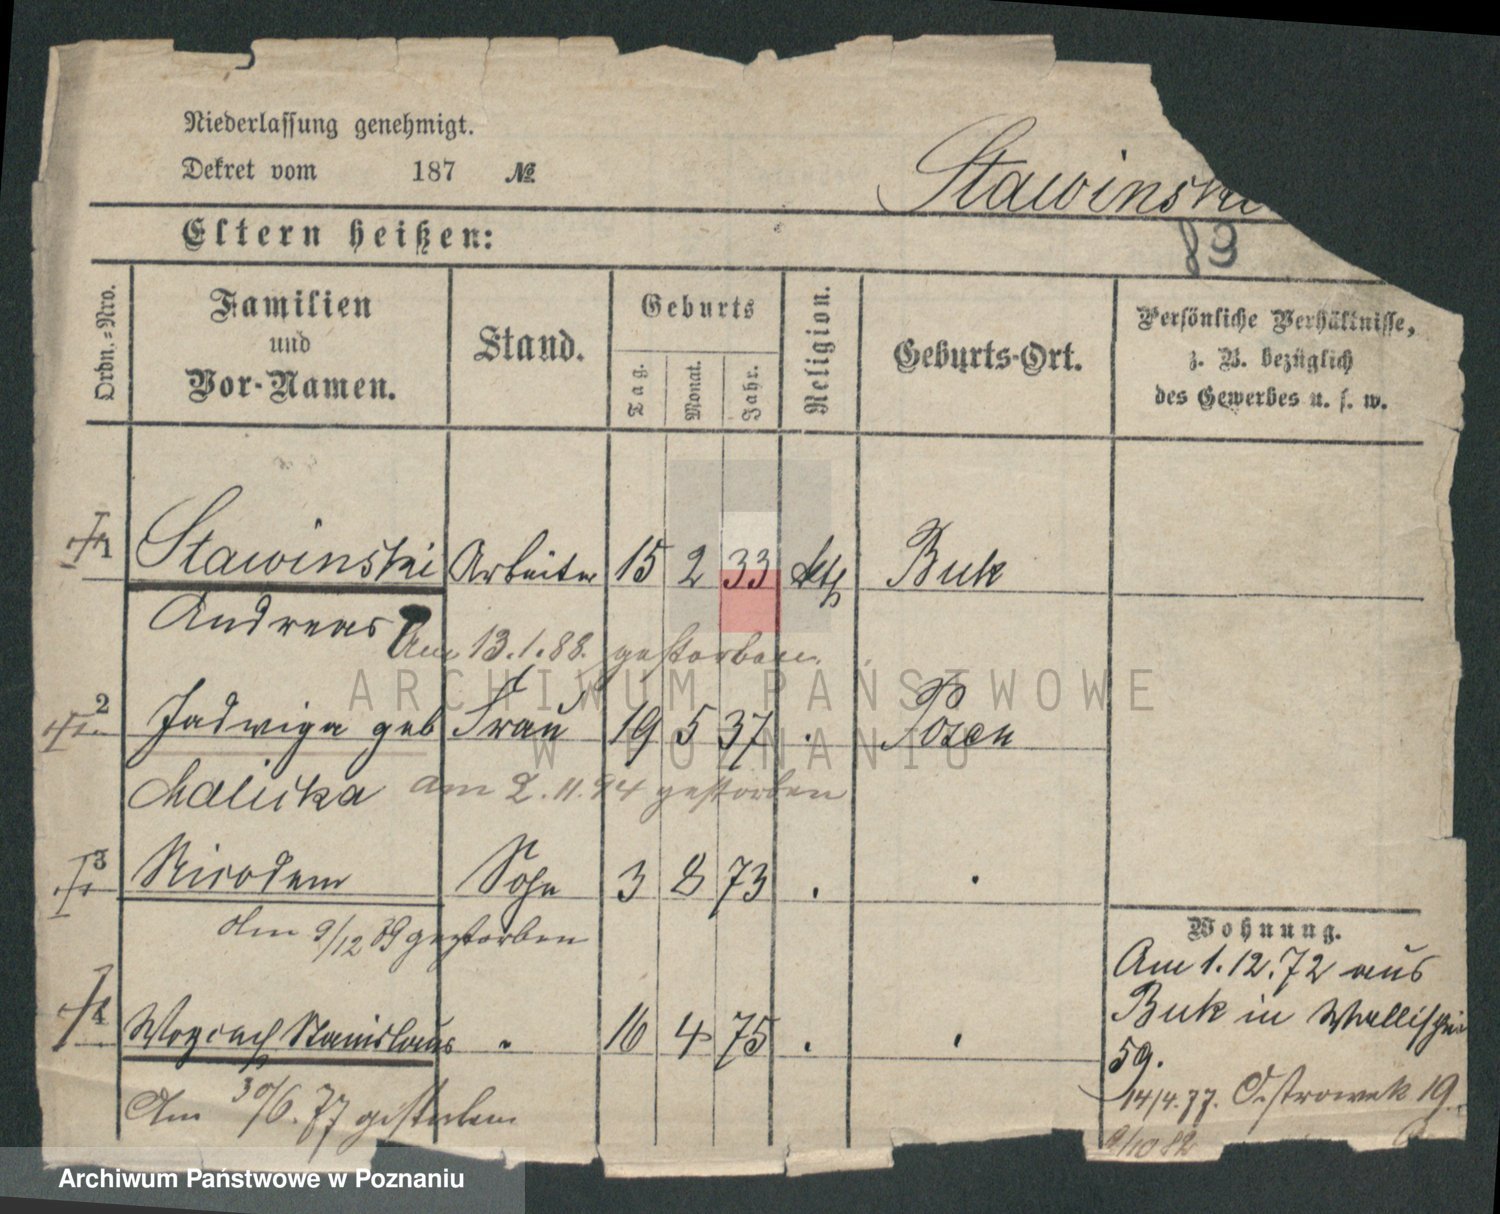 Niederlassung genehmigt.
Dekret vom 187 №
Stawinski
Eltern heißen:
Ordn.-Nro.
Familien
und
Vor-Namen.
Stand.
Geburts
Tag.
Monat.
Jahr.
Religion.
Geburts-Ort.
Persönliche Verhältnisse,
z. B. bezüglich
des Gewerbes u. s. w.
1 Stawinski Arbeiter 15 2 33 kth Buk
Andreas
Am 13.1.88. gestorben.
2 Jadwiga geb Frau 19 5 37 . Posen
Malicka
am 2.11.94 gestorben
3 Nicodem Sohn 3 8 73 . .
Am 9/12 89 gestorben
4 Stanislaus . 16 4 75 . .
Am 30/6. 77 gestorben
Wohnung.
Am 1.12.72 aus
Buk in Wallischei
59.
14/4.77. Ostrowek 19.
/10 82
ARCHIWUM PAŃSTWOWE
W POZNANIU
Archiwum Państwowe w Poznaniu